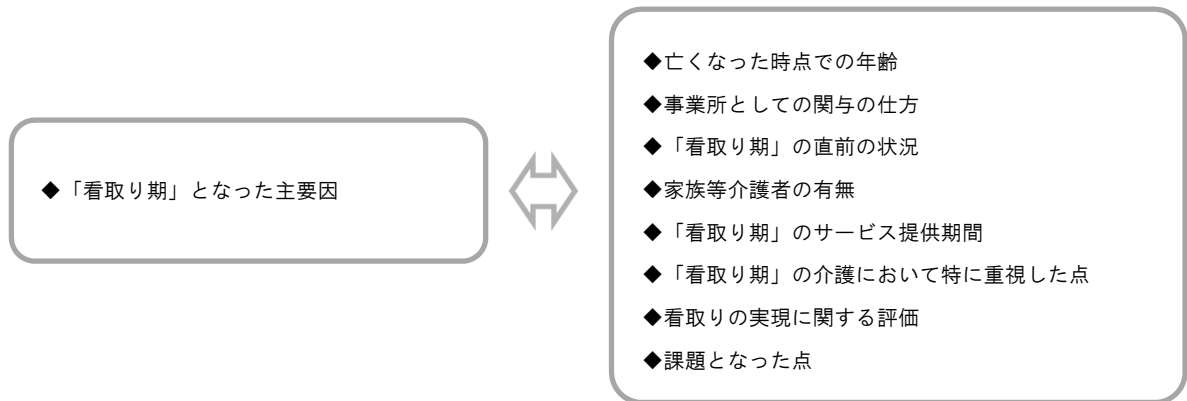 ◆「看取り期」となった主要因
◆亡くなった時点での年齢
◆事業所としての関与の仕方
◆「看取り期」の直前の状況
◆家族等介護者の有無
◆「看取り期」のサービス提供期間
◆「看取り期」の介護において特に重視した点
◆看取りの実現に関する評価
◆課題となった点